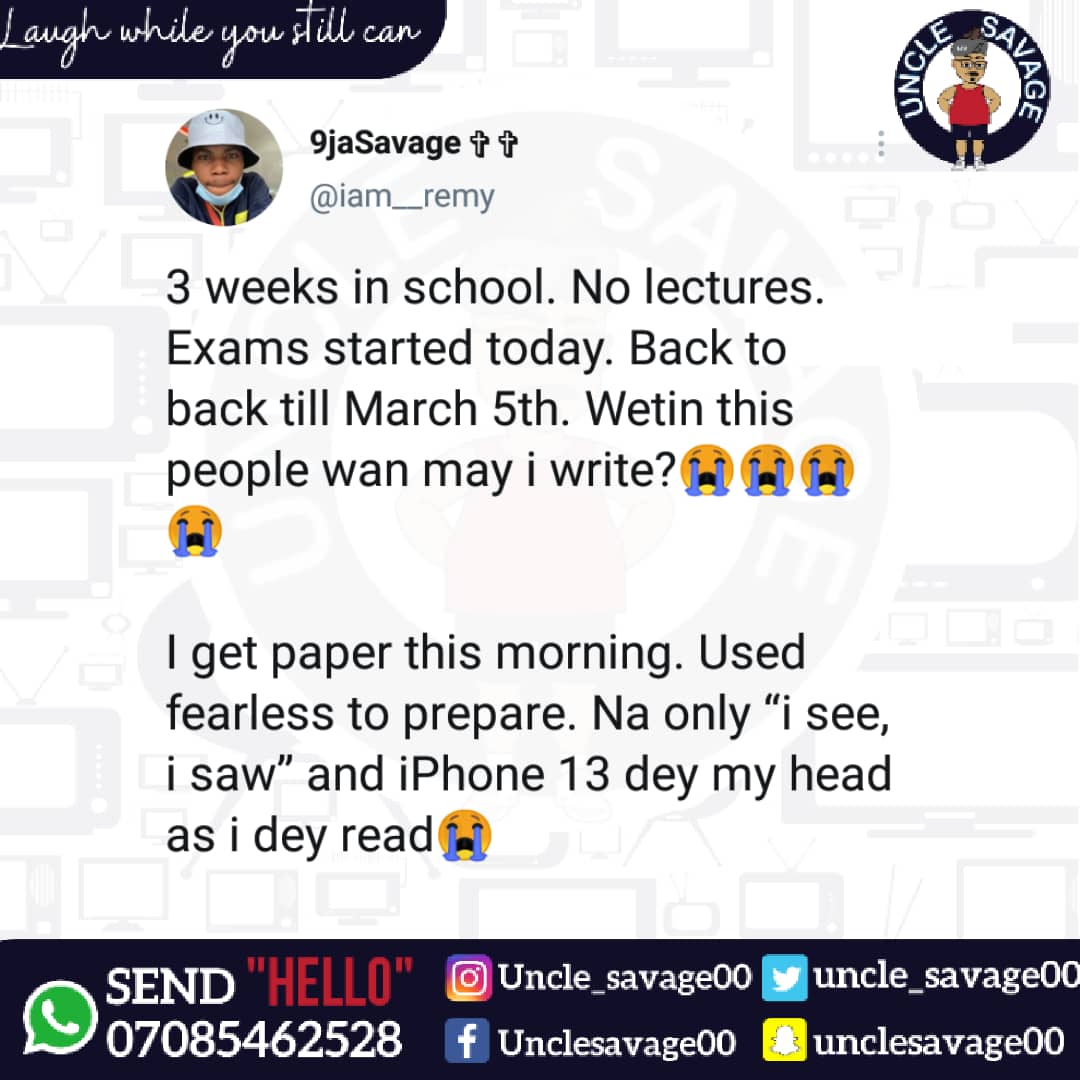 Laugh while you still can
UNCLE SAVAGE
9jaSavage ✞ ✞
@iam__remy
3 weeks in school. No lectures.
Exams started today. Back to
back till March 5th. Wetin this
people wan may i write?😭😭😭
😭
I get paper this morning. Used
fearless to prepare. Na only “i see,
i saw” and iPhone 13 dey my head
as i dey read😭
SEND "HELLO"
07085462528
Uncle_savage00
uncle_savage00
Unclesavage00
unclesavage00